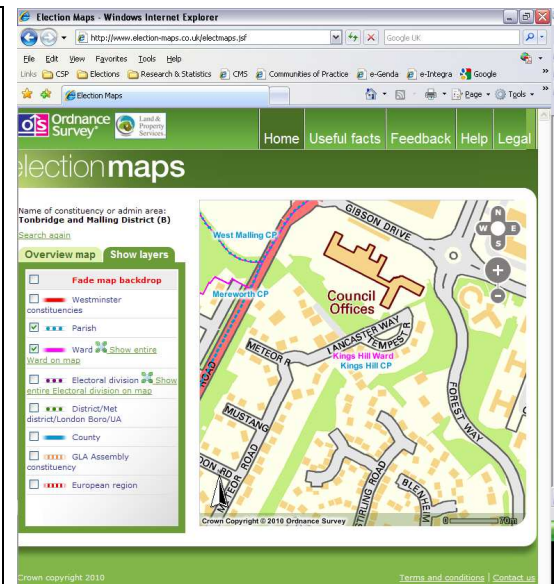 Election Maps - Windows Internet Explorer
http://www.election-maps.co.uk/electmaps.jsf
Google UK
File Edit View Favorites Tools Help
Links CSP Elections Research & Statistics CMS Communities of Practice e-Genda e-Integra Google
Election Maps
Page Tools
Ordnance Survey
Land & Property Services
Home Useful facts Feedback Help Legal
electionmaps
Name of constituency or admin area:
Tonbridge and Malling District (B)
Search again
Overview map Show layers
Fade map backdrop
Westminster
constituencies
Parish
Ward Show entire
Ward on map
Electoral division Show
entire Electoral division on map
District/Met
district/London Boro/UA
County
GLA Assembly
constituency
European region
GIBSON DRIVE
West Malling CP
N
W E
S
Mereworth CP
Council
Offices
LANCASTER WAY
TEMPEST R
Kings Hill Ward
Kings Hill CP
METEOR R
ROAD
MUSTANG
ON RD
METEOR ROAD
STIRLING ROAD
BLENHEIM
FOREST WAY
Crown Copyright © 2010 Ordnance Survey
0 70m
Crown copyright 2010
Terms and conditions | Contact us